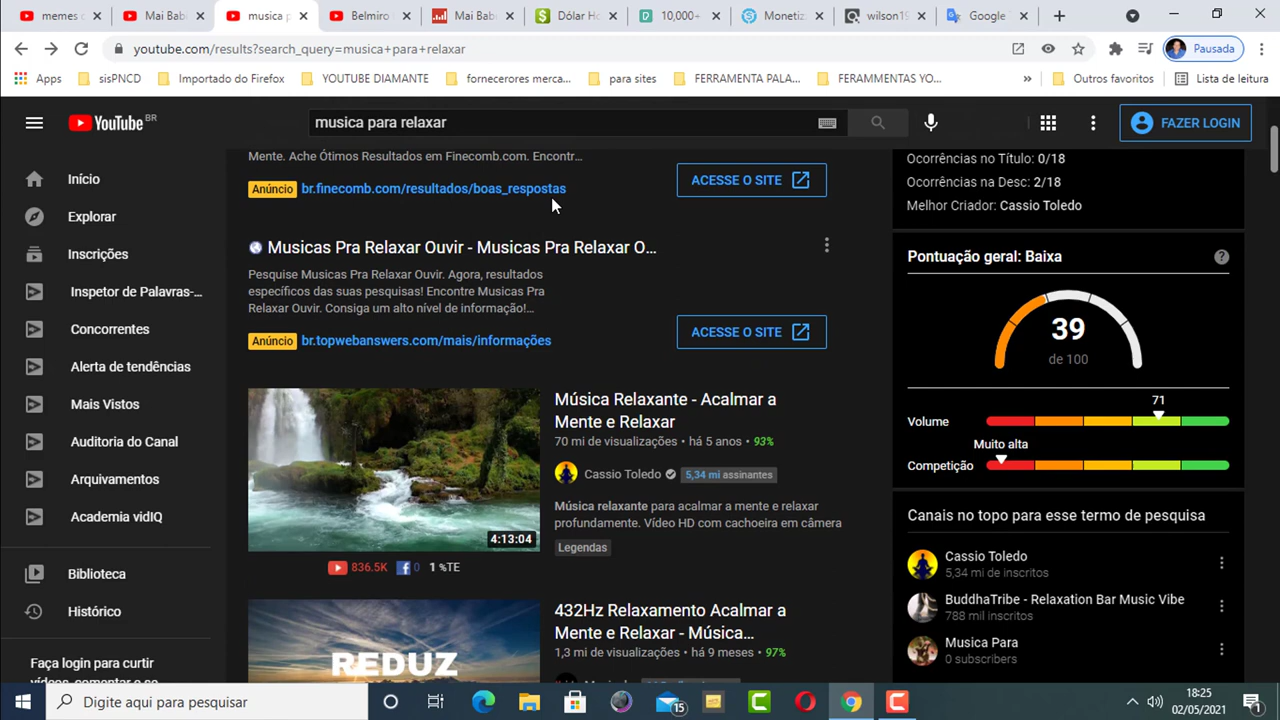 memes c
Mai Bab
musica p
Belmiro
Mai Bab
Dólar Ho
10,000+
Monetiz
wilson19
Google T
youtube.com/results?search_query=musica+para+relaxar
Pausada
Apps
sisPNCD
Importado do Firefox
YOUTUBE DIAMANTE
fornecerores merca...
para sites
FERRAMENTA PALA...
FERAMMENTAS YO...
»
Outros favoritos
Lista de leitura
YouTube BR
musica para relaxar
FAZER LOGIN
Início
Explorar
Inscrições
Inspetor de Palavras-...
Concorrentes
Alerta de tendências
Mais Vistos
Auditoria do Canal
Arquivamentos
Academia vidIQ
Biblioteca
Histórico
Faça login para curtir
Mente. Ache Ótimos Resultados em Finecomb.com. Encontr...
Anúncio br.finecomb.com/resultados/boas_respostas
ACESSE O SITE
Musicas Pra Relaxar Ouvir - Musicas Pra Relaxar O...
Pesquise Musicas Pra Relaxar Ouvir. Agora, resultados
específicos das suas pesquisas! Encontre Musicas Pra
Relaxar Ouvir. Consiga um alto nível de informação!...
Anúncio br.topwebanswers.com/mais/informações
ACESSE O SITE
4:13:04
836.5K 0 1 %TE
Música Relaxante - Acalmar a
Mente e Relaxar
70 mi de visualizações • há 5 anos • 93%
Cassio Toledo 5,34 mi assinantes
Música relaxante para acalmar a mente e relaxar
profundamente. Vídeo HD com cachoeira em câmera
Legendas
REDUZ
432Hz Relaxamento Acalmar a
Mente e Relaxar - Música...
1,3 mi de visualizações • há 9 meses • 97%
Ocorrências no Título: 0/18
Ocorrências na Desc: 2/18
Melhor Criador: Cassio Toledo
Pontuação geral: Baixa
?
39
de 100
71
Volume
Muito alta
Competição
Canais no topo para esse termo de pesquisa
Cassio Toledo
5,34 mi de inscritos
BuddhaTribe - Relaxation Bar Music Vibe
788 mil inscritos
Musica Para
0 subscribers
Digite aqui para pesquisar
15
18:25
02/05/2021
1